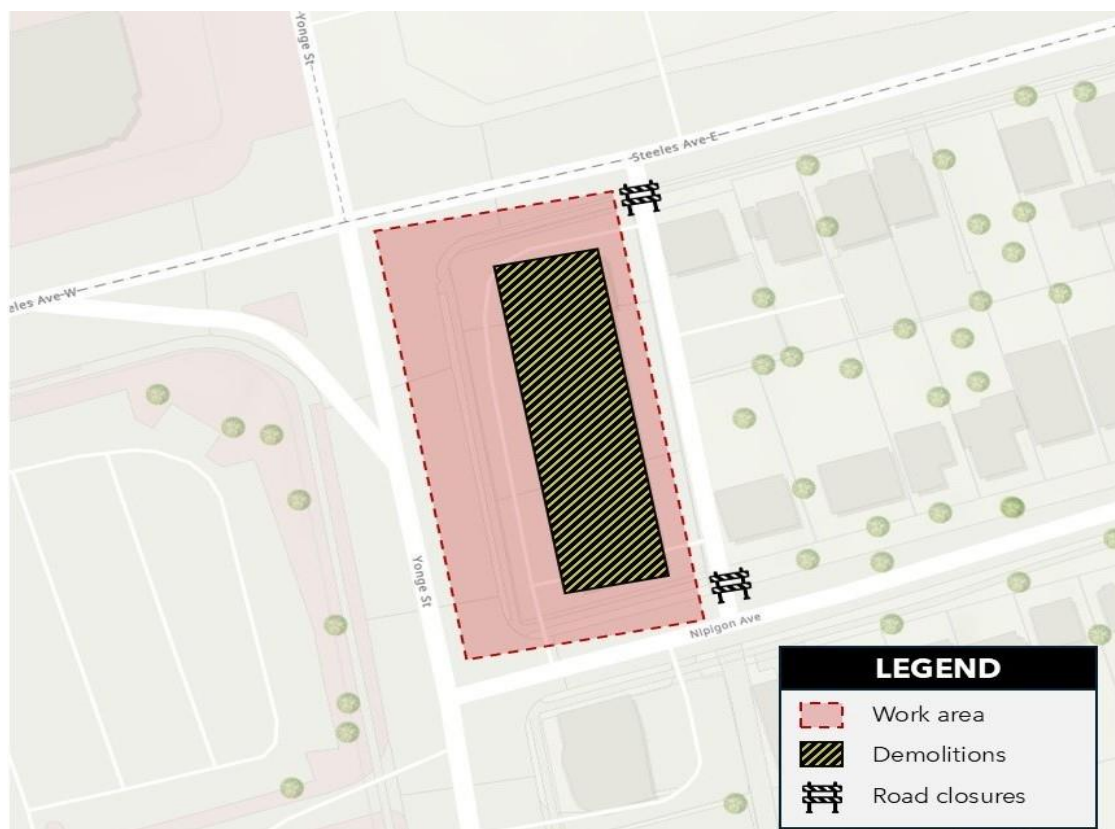 Yonge St
Steeles Ave E
eles Ave W
Yonge St
Nipigon Ave
LEGEND
Work area
Demolitions
Road closures